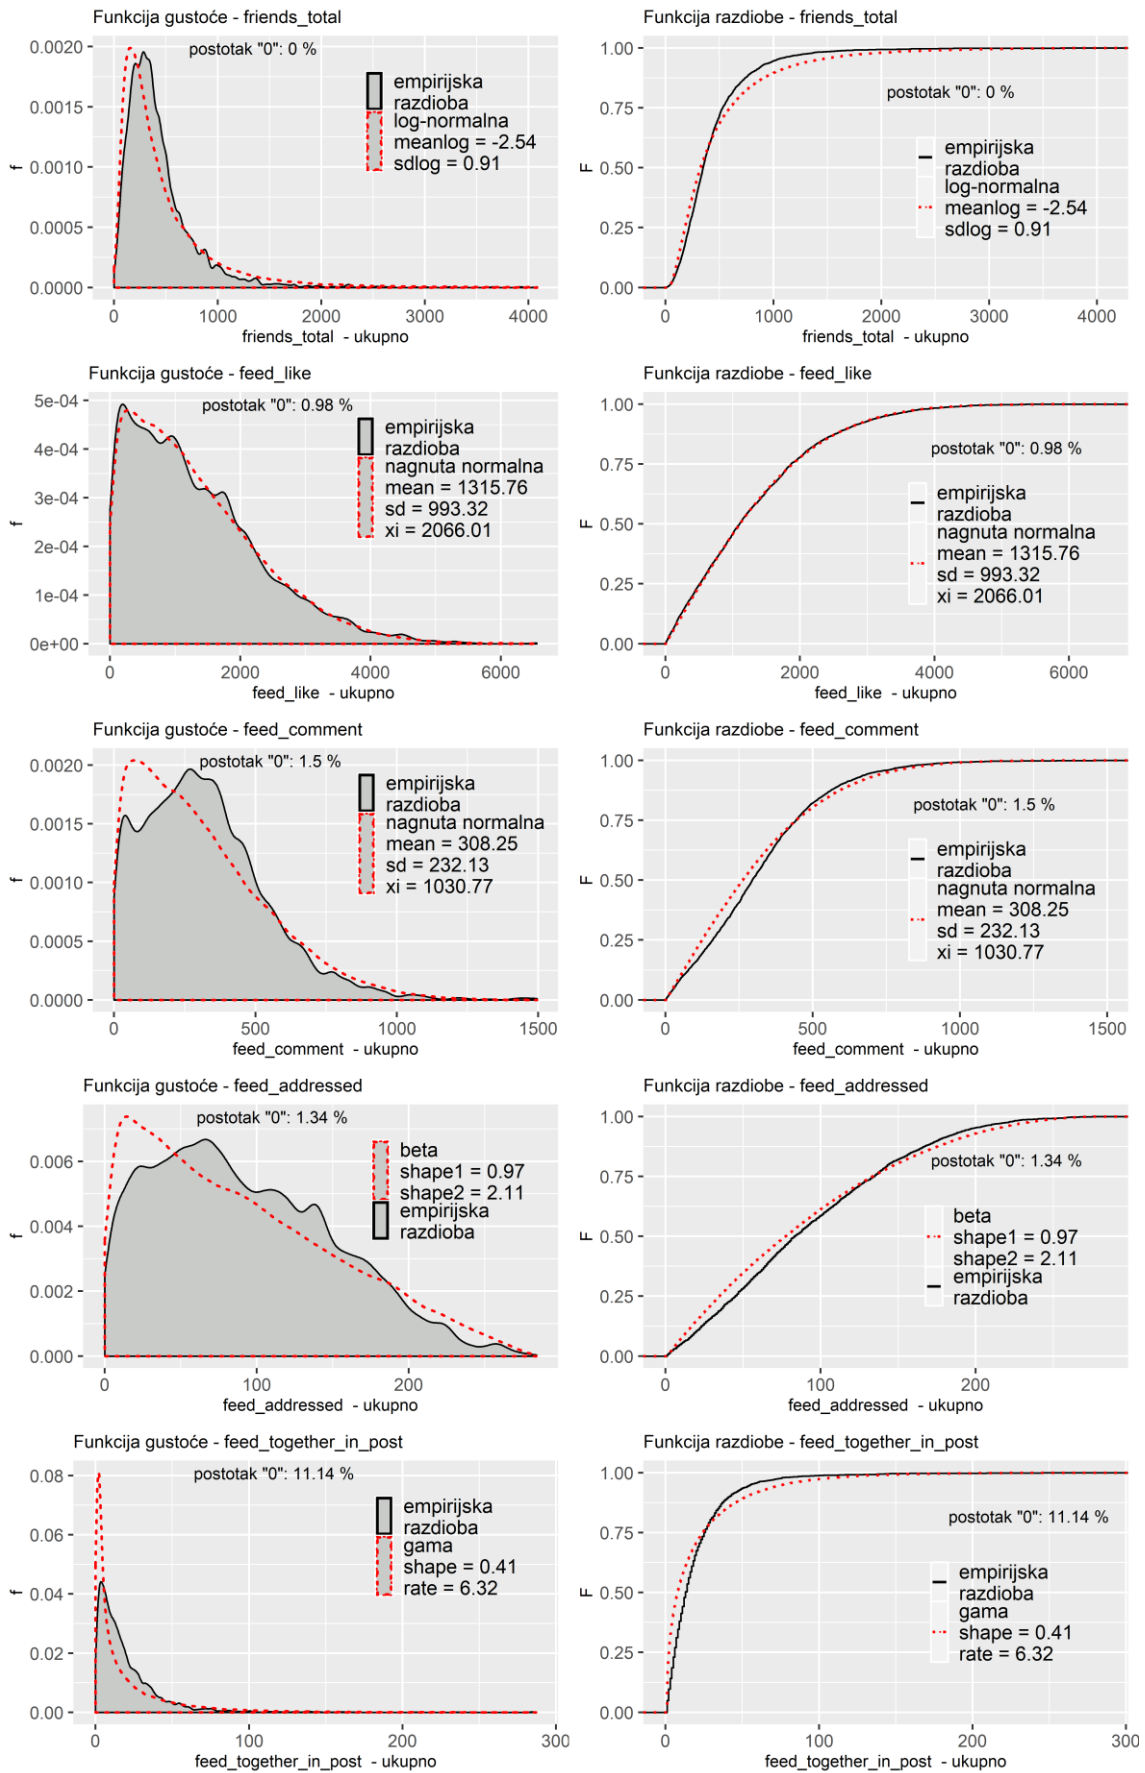 Funkcija gustoće - friends_total
postotak "0": 0 %
0.0020
0.0015
0.0010
0.0005
0.0000
f
empirijska
razdioba
log-normalna
meanlog = -2.54
sdlog = 0.91
0 1000 2000 3000 4000
friends_total - ukupno
Funkcija razdiobe - friends_total
1.00
0.75
0.50
0.25
0.00
F
postotak "0": 0 %
empirijska
razdioba
log-normalna
meanlog = -2.54
sdlog = 0.91
0 1000 2000 3000 4000
friends_total - ukupno
Funkcija gustoće - feed_like
postotak "0": 0.98 %
5e-04
4e-04
3e-04
2e-04
1e-04
0e+00
f
empirijska
razdioba
nagnuta normalna
mean = 1315.76
sd = 993.32
xi = 2066.01
0 2000 4000 6000
feed_like - ukupno
Funkcija razdiobe - feed_like
1.00
0.75
0.50
0.25
0.00
F
postotak "0": 0.98 %
empirijska
razdioba
nagnuta normalna
mean = 1315.76
sd = 993.32
xi = 2066.01
0 2000 4000 6000
feed_like - ukupno
Funkcija gustoće - feed_comment
postotak "0": 1.5 %
0.0020
0.0015
0.0010
0.0005
0.0000
f
empirijska
razdioba
nagnuta normalna
mean = 308.25
sd = 232.13
xi = 1030.77
0 500 1000 1500
feed_comment - ukupno
Funkcija razdiobe - feed_comment
1.00
0.75
0.50
0.25
0.00
F
postotak "0": 1.5 %
empirijska
razdioba
nagnuta normalna
mean = 308.25
sd = 232.13
xi = 1030.77
0 500 1000 1500
feed_comment - ukupno
Funkcija gustoće - feed_addressed
postotak "0": 1.34 %
0.006
0.004
0.002
0.000
f
beta
shape1 = 0.97
shape2 = 2.11
empirijska
razdioba
0 100 200
feed_addressed - ukupno
Funkcija razdiobe - feed_addressed
1.00
0.75
0.50
0.25
0.00
F
postotak "0": 1.34 %
beta
shape1 = 0.97
shape2 = 2.11
empirijska
razdioba
0 100 200
feed_addressed - ukupno
Funkcija gustoće - feed_together_in_post
postotak "0": 11.14 %
0.08
0.06
0.04
0.02
0.00
f
empirijska
razdioba
gama
shape = 0.41
rate = 6.32
0 100 200 300
feed_together_in_post - ukupno
Funkcija razdiobe - feed_together_in_post
1.00
0.75
0.50
0.25
0.00
F
postotak "0": 11.14 %
empirijska
razdioba
gama
shape = 0.41
rate = 6.32
0 100 200 300
feed_together_in_post - ukupno